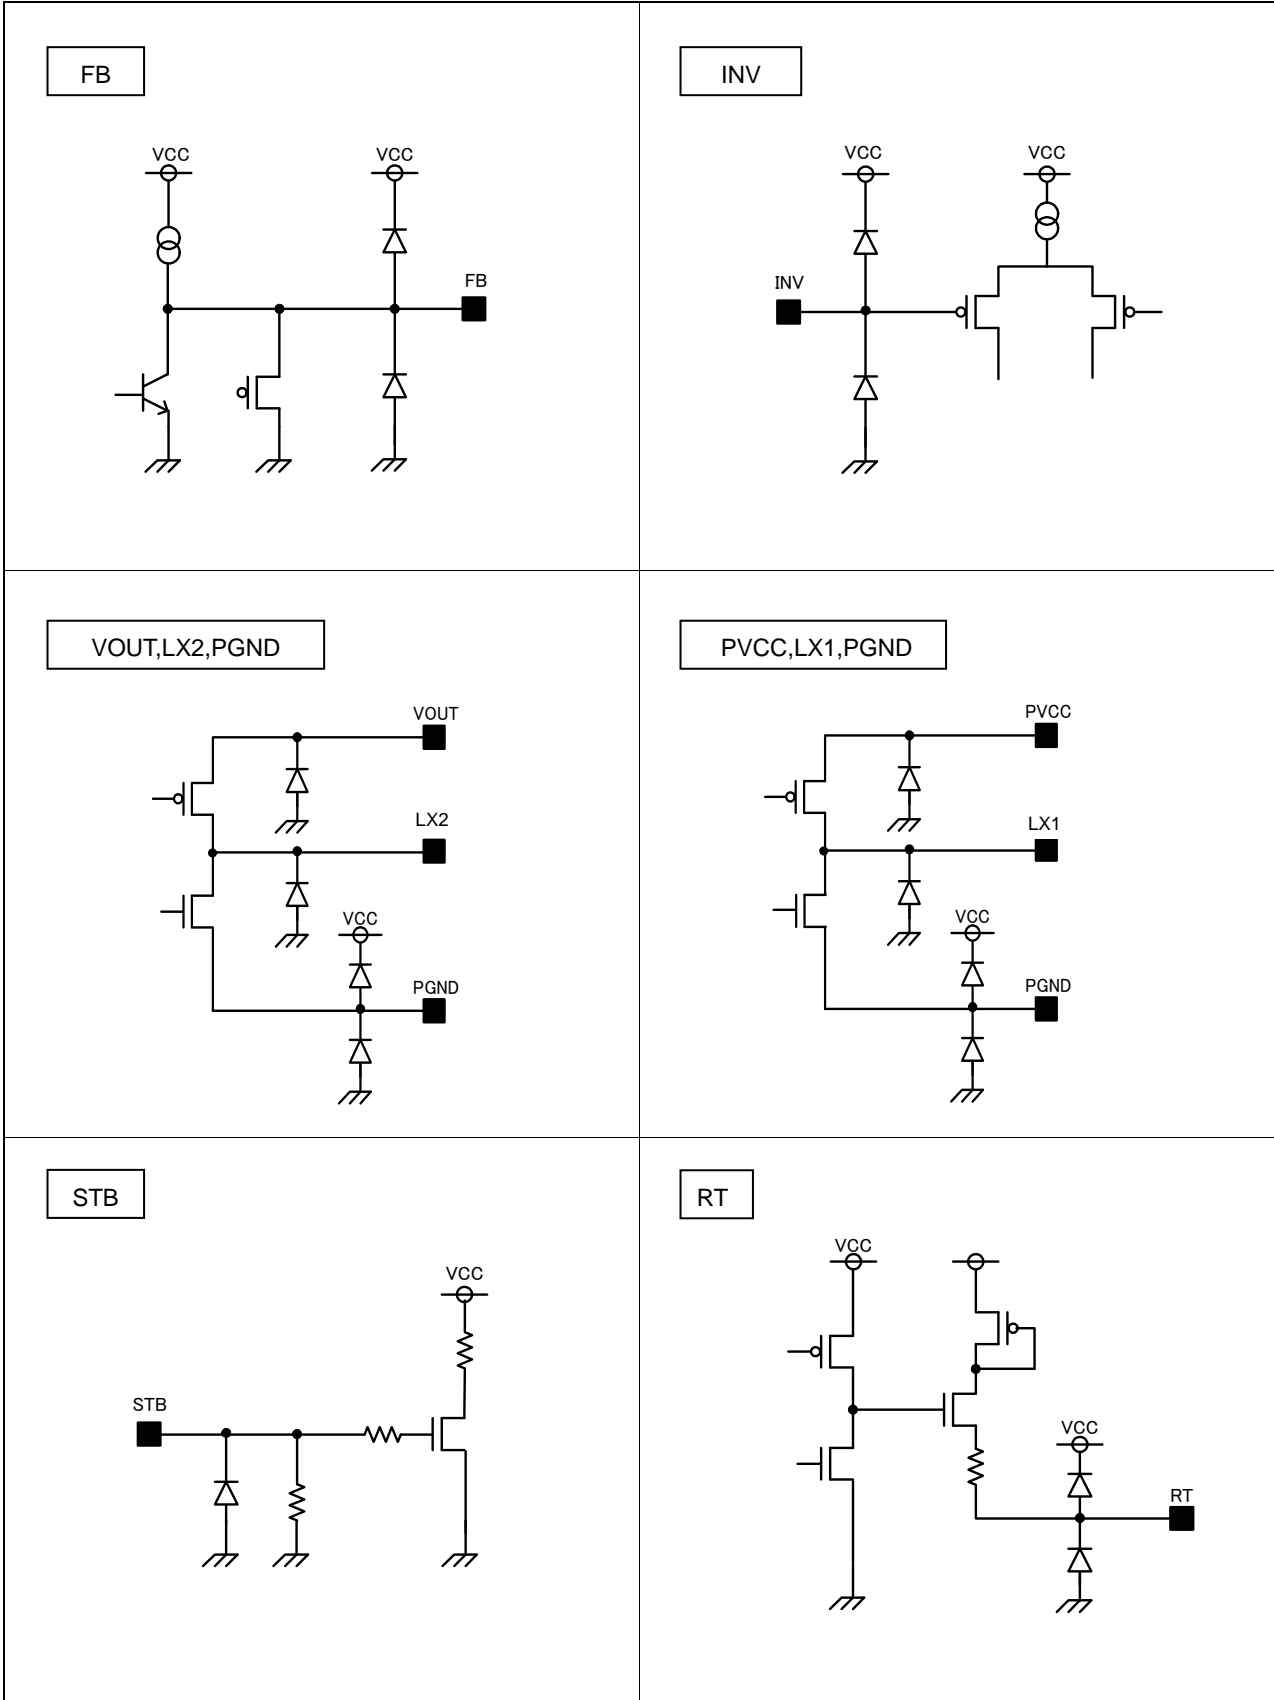 FB
VCC
VCC
FB
INV
VCC
VCC
INV
VOUT,LX2,PGND
VOUT
LX2
VCC
PGND
PVCC,LX1,PGND
PVCC
LX1
VCC
PGND
STB
VCC
STB
RT
VCC
VCC
RT